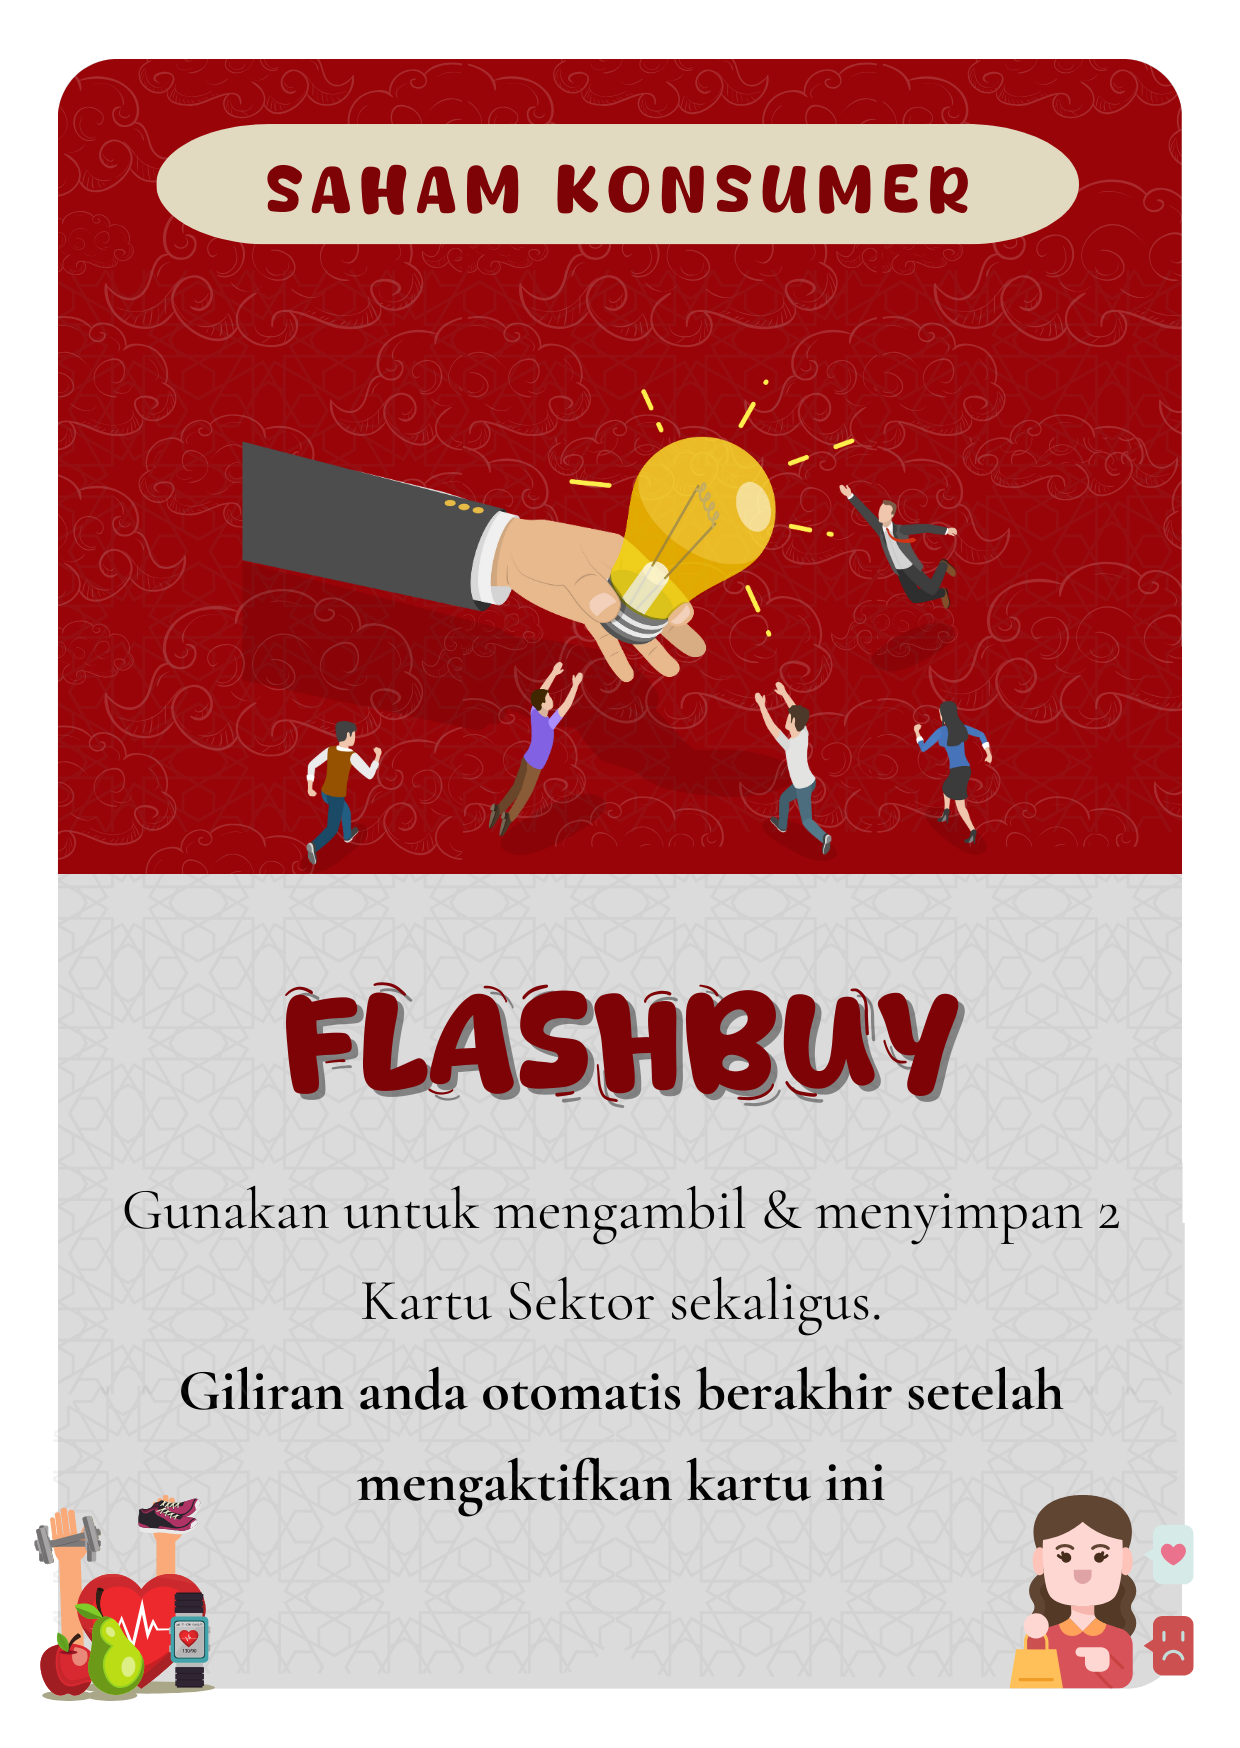 SAHAM KONSUMER
FLASHBUY
Gunakan untuk mengambil & menyimpan 2
Kartu Sektor sekaligus.
Giliran anda otomatis berakhir setelah
mengaktifkan kartu ini